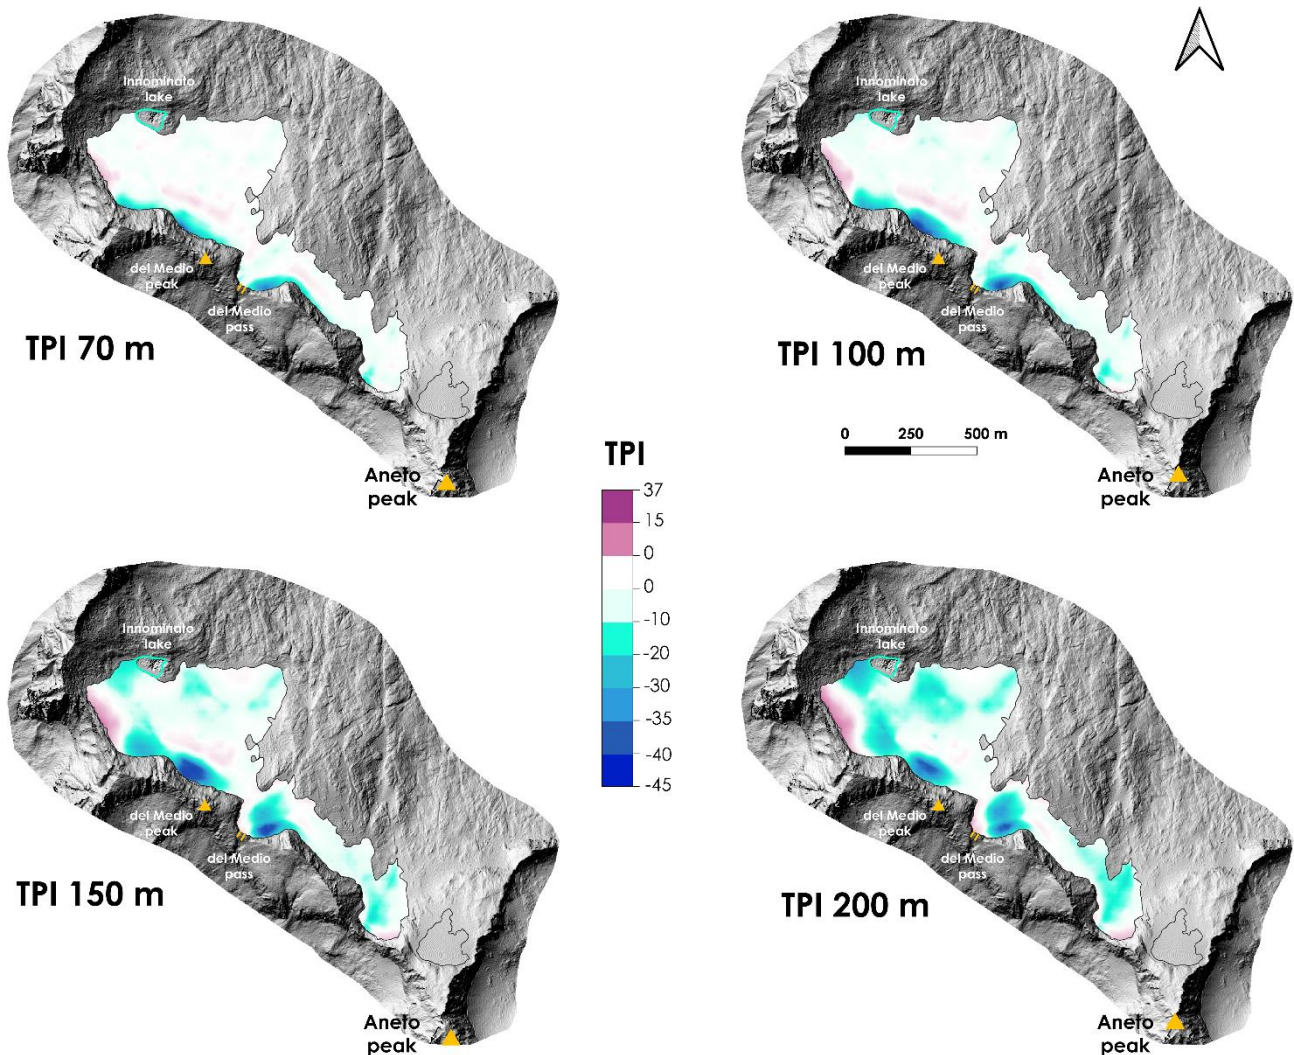 Innominato
lake
del Medio
peak
del Medio
pass
TPI 70 m
Aneto
peak
Innominato
lake
del Medio
peak
del Medio
pass
TPI 100 m
0 250 500 m
Aneto
peak
TPI
37
15
0
0
-10
-20
-30
-35
-40
-45
Innominato
lake
del Medio
peak
del Medio
pass
TPI 150 m
Aneto
peak
Innominato
lake
del Medio
peak
del Medio
pass
TPI 200 m
Aneto
peak